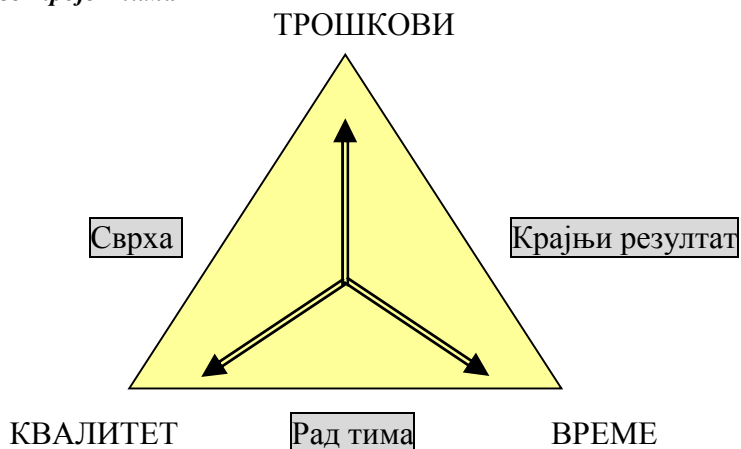 ТРОШКОВИ
Сврха
Крајњи резултат
КВАЛИТЕТ
Рад тима
ВРЕМЕ